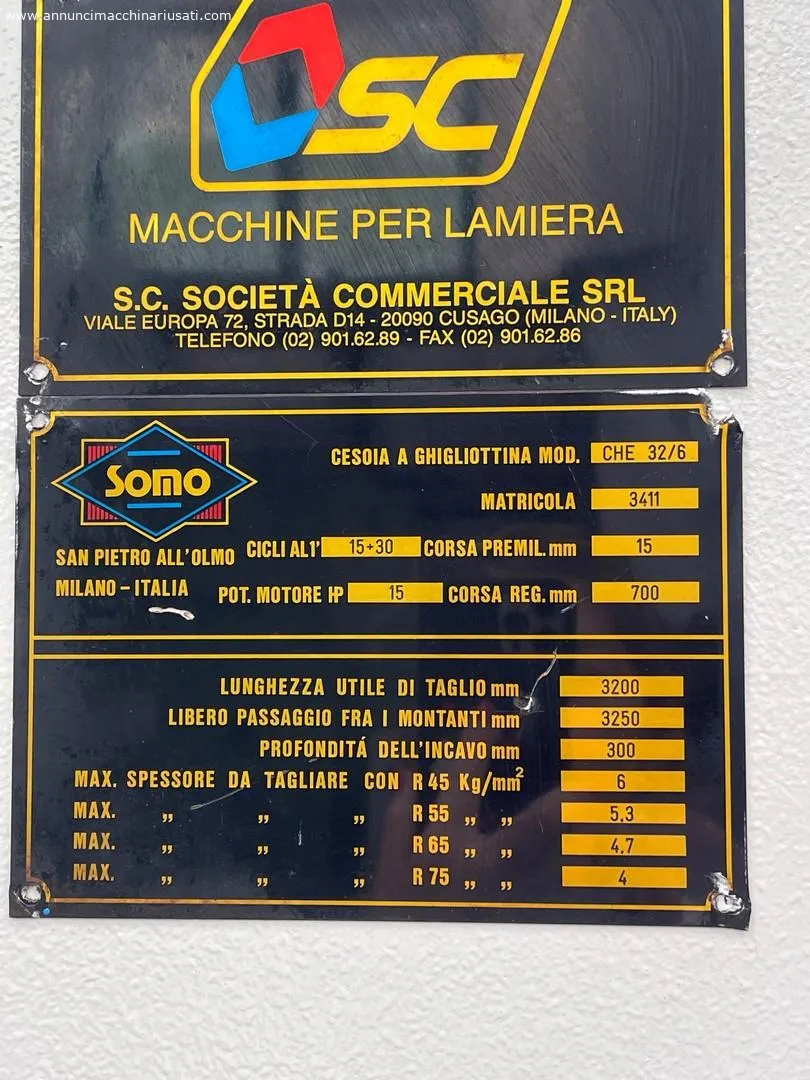 www.annuncimacchinariusati.com
SC
MACCHINE PER LAMIERA
S.C. SOCIETÀ COMMERCIALE SRL
VIALE EUROPA 72, STRADA D14 - 20090 CUSAGO (MILANO - ITALY)
TELEFONO (02) 901.62.89 - FAX (02) 901.62.86
SOMO
CESOIA A GHIGLIOTTINA MOD. CHE 32/6
MATRICOLA 3411
SAN PIETRO ALL'OLMO
MILANO – ITALIA
CICLI AL 1' 15÷30 CORSA PREMIL. mm 15
POT. MOTORE HP 15 CORSA REG. mm 700
LUNGHEZZA UTILE DI TAGLIO mm 3200
LIBERO PASSAGGIO FRA I MONTANTI mm 3250
PROFONDITÁ DELL'INCAVO mm 300
MAX. SPESSORE DA TAGLIARE CON R 45 Kg/mm² 6
MAX. „ „ „ R 55 „ „ 5.3
MAX. „ „ „ R 65 „ „ 4.7
MAX. „ „ „ R 75 „ „ 4